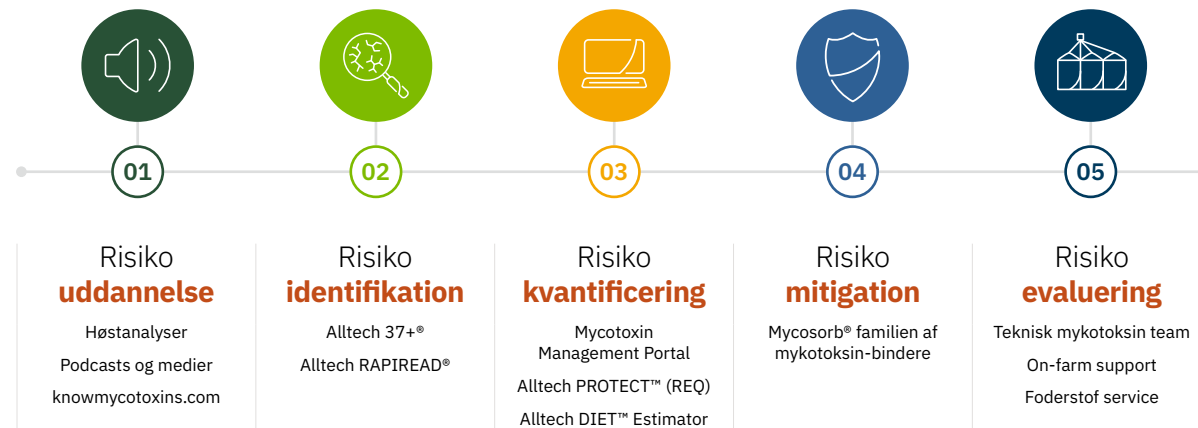 01
02
03
04
05
Risiko
uddannelse
Høstanalyser
Podcasts og medier
knowmycotoxins.com
Risiko
identifikation
Alltech 37+®
Alltech RAPIREAD®
Risiko
kvantificering
Mycotoxin
Management Portal
Alltech PROTECT™ (REQ)
Alltech DIET™ Estimator
Risiko
mitigation
Mycosorb® familien af
mykotoksin-bindere
Risiko
evaluering
Teknisk mykotoksin team
On-farm support
Foderstof service